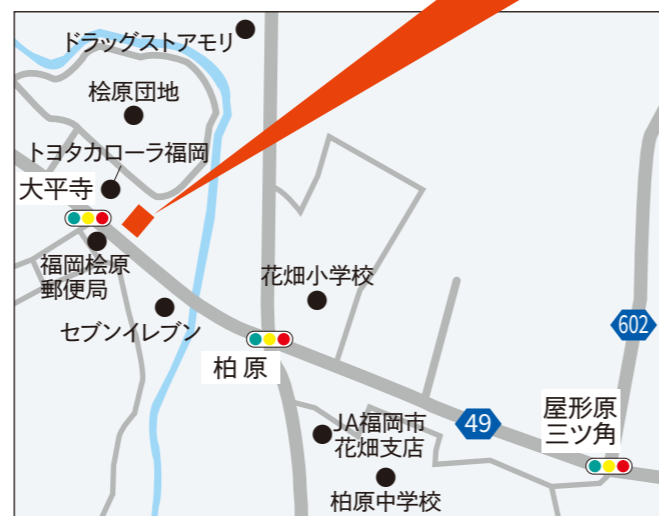 ドラッグストアモリ
桧原団地
トヨタカローラ福岡
大平寺
福岡桧原
郵便局
セブンイレブン
花畑小学校
柏原
602
49
屋形原
三ツ角
JA福岡市
花畑支店
柏原中学校